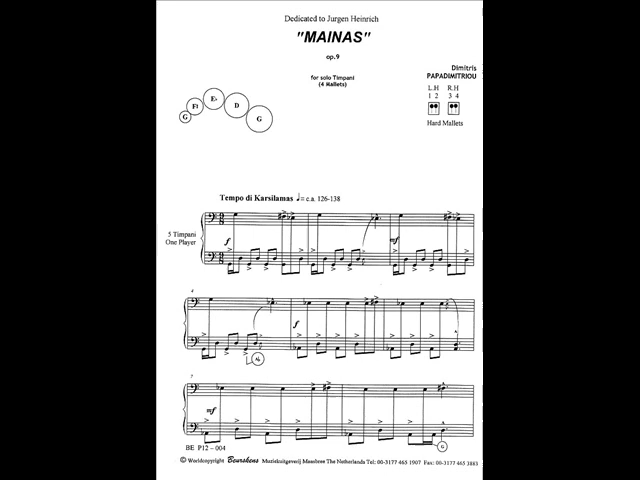 Dedicated to Jurgen Heinrich
"MAINAS"
op.9
for solo Timpani
(4 Mallets)
Dimitris
PAPADIMITRIOU
L.H R.H
1 2 3 4
Hard Mallets
G F♯ E♭ D G
Tempo di Karsilamas ♩= c.a. 126-138
5 Timpani
One Player
f mf
4
f
A♭
7
mf
G
BE P12 - 004
© Worldcopyright Beurskens Muziekuitgeverij Maasbree The Netherlands Tel: 00-3177 465 1907 Fax: 00-3177 465 3883